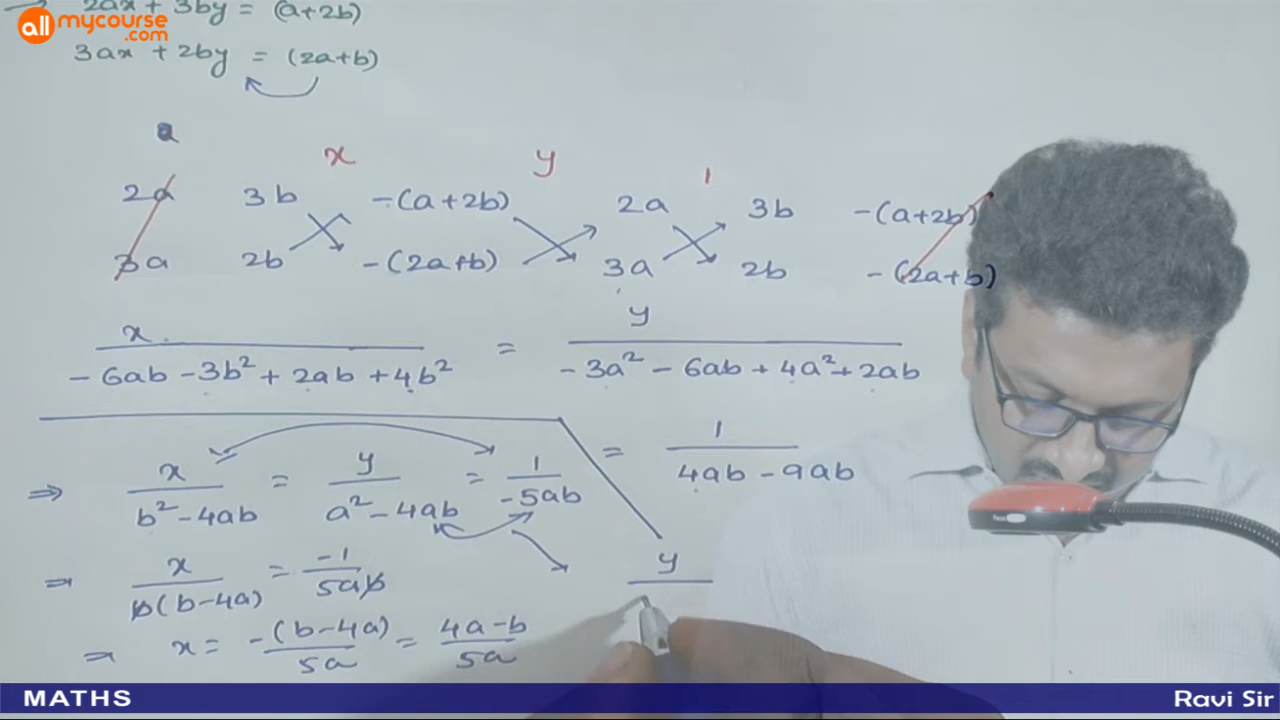 all mycourse.com
2ax + 3by = (a+2b)
3ax + 2by = (2a+b)
a
x y 1
2a 3b -(a+2b) 2a 3b -(a+2b)
3a 2b -(2a+b) 3a 2b -(2a+b)
x/(-6ab - 3b² + 2ab + 4b²) = y/(-3a² - 6ab + 4a² + 2ab)
= 1/(4ab - 9ab)
⇒ x/(b² - 4ab) = y/(a² - 4ab) = 1/(-5ab)
⇒ x/(b(b-4a)) = -1/(5ab)
y
⇒ x = -(b-4a)/(5a) = (4a-b)/(5a)
MATHS Ravi Sir